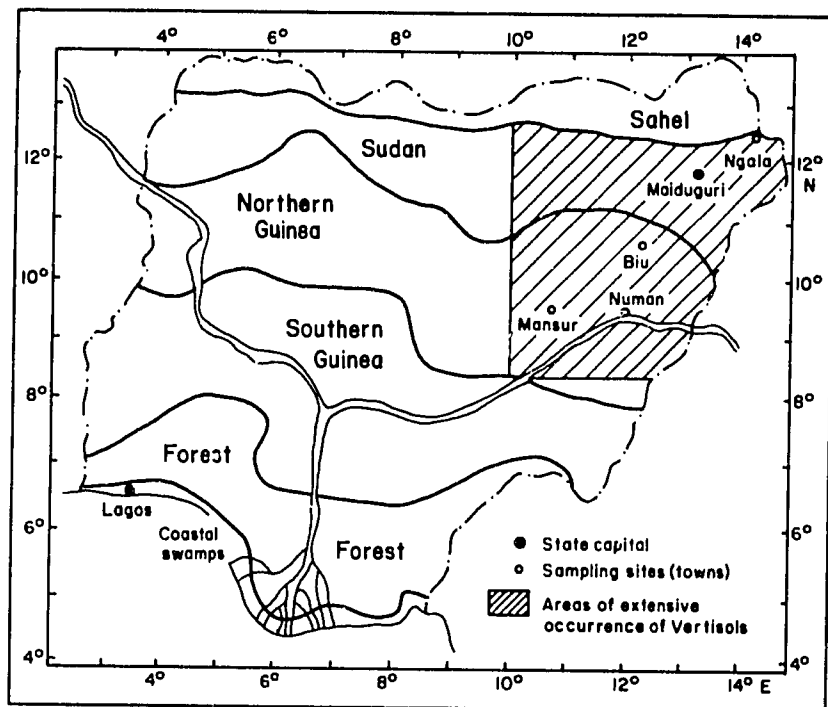 4° 6° 8° 10° 12° 14°
Sahel
Sudan
12°
12°
N
Ngala
Maiduguri
Northern
Guinea
Biu
10°
10°
Numan
Mansur
Southern
Guinea
8°
8°
Forest
Lagos
6°
6°
Coastal
swamps
Forest
State capital
Sampling sites (towns)
Areas of extensive
occurrence of Vertisols
4°
4°
4° 6° 8° 10° 12° 14° E